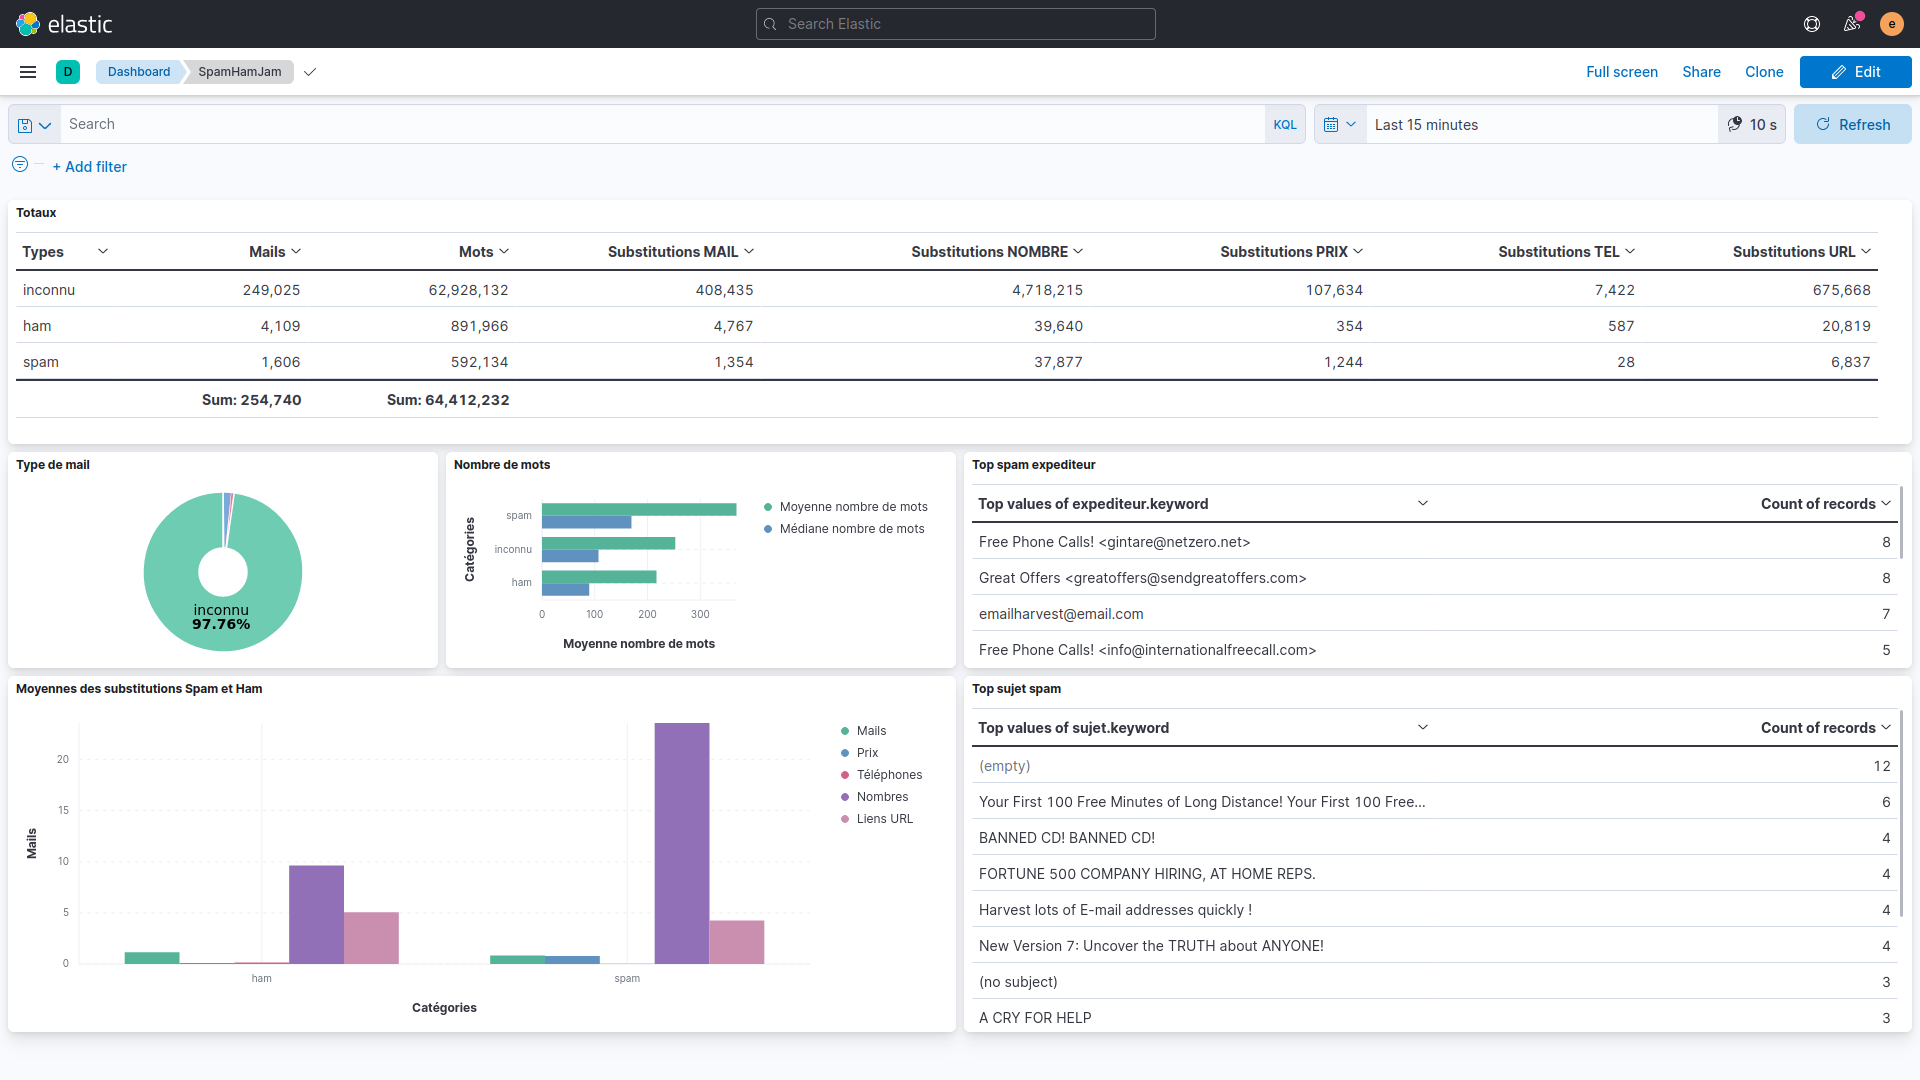 elastic
Search Elastic
e
D
Dashboard
SpamHamJam
Full screen
Share
Clone
Edit
Search
KQL
Last 15 minutes
10 s
Refresh
+ Add filter
Totaux
Types Mails Mots Substitutions MAIL Substitutions NOMBRE Substitutions PRIX Substitutions TEL Substitutions URL
inconnu 249,025 62,928,132 408,435 4,718,215 107,634 7,422 675,668
ham 4,109 891,966 4,767 39,640 354 587 20,819
spam 1,606 592,134 1,354 37,877 1,244 28 6,837
Sum: 254,740 Sum: 64,412,232
Type de mail
inconnu
97.76%
Nombre de mots
Catégories
spam
inconnu
ham
0 100 200 300
Moyenne nombre de mots
Moyenne nombre de mots
Médiane nombre de mots
Top spam expediteur
Top values of expediteur.keyword Count of records
Free Phone Calls! <gintare@netzero.net> 8
Great Offers <greatoffers@sendgreatoffers.com> 8
emailharvest@email.com 7
Free Phone Calls! <info@internationalfreecall.com> 5
Moyennes des substitutions Spam et Ham
Mails
20
15
10
5
0
ham spam
Catégories
Mails
Prix
Téléphones
Nombres
Liens URL
Top sujet spam
Top values of sujet.keyword Count of records
(empty) 12
Your First 100 Free Minutes of Long Distance! Your First 100 Free... 6
BANNED CD! BANNED CD! 4
FORTUNE 500 COMPANY HIRING, AT HOME REPS. 4
Harvest lots of E-mail addresses quickly ! 4
New Version 7: Uncover the TRUTH about ANYONE! 4
(no subject) 3
A CRY FOR HELP 3